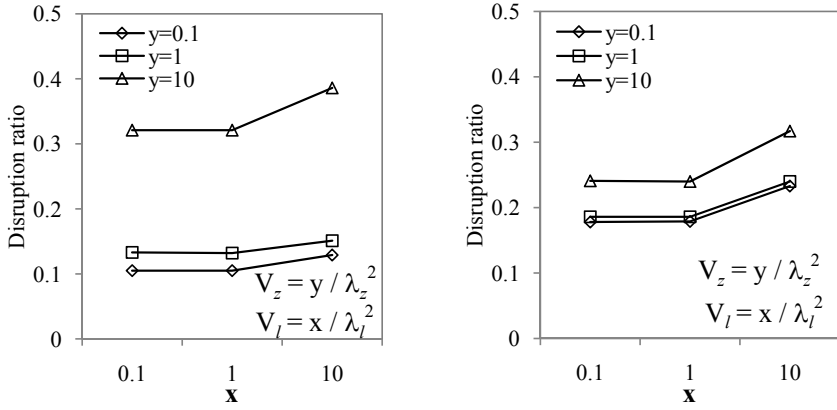 0.5
0.4
0.3
0.2
0.1
0
Disruption ratio
y=0.1
y=1
y=10
V_z = y / λ_z^2
V_l = x / λ_l^2
0.1 1 10
x
0.5
0.4
0.3
0.2
0.1
0
Disruption ratio
y=0.1
y=1
y=10
V_z = y / λ_z^2
V_l = x / λ_l^2
0.1 1 10
x